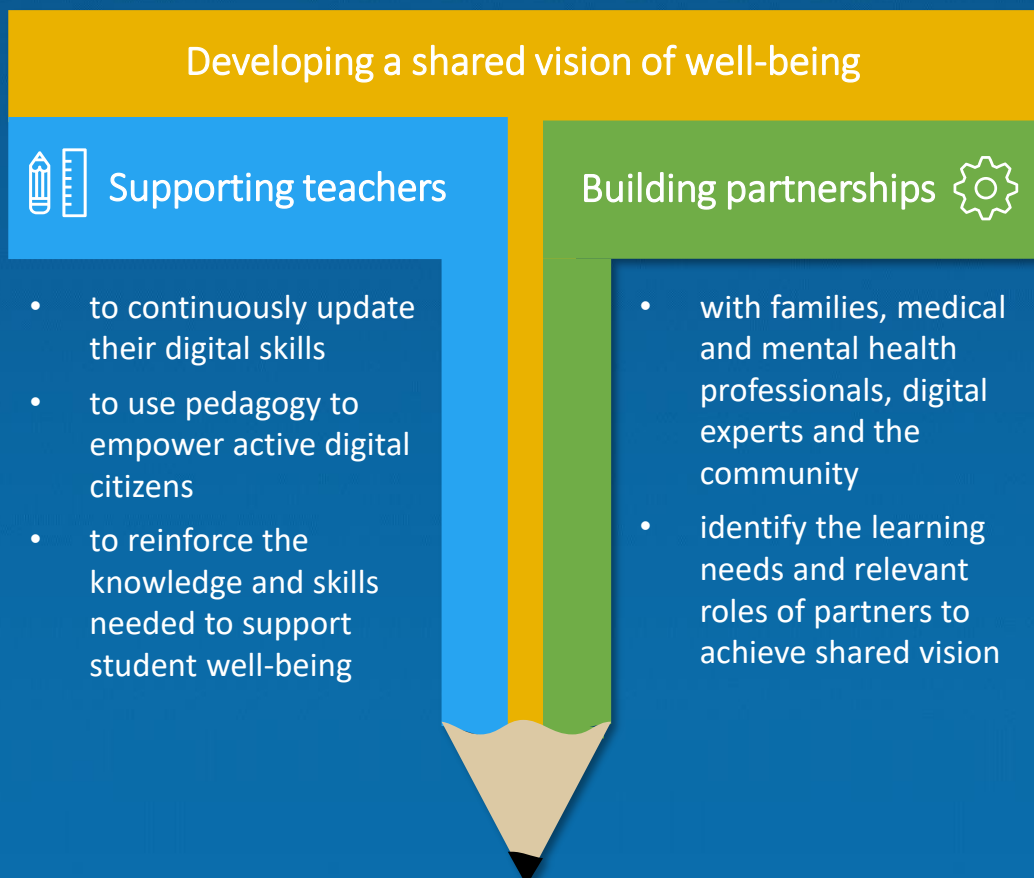 Developing a shared vision of well-being
Supporting teachers
• to continuously update
their digital skills
• to use pedagogy to
empower active digital
citizens
• to reinforce the
knowledge and skills
needed to support
student well-being
Building partnerships
• with families, medical
and mental health
professionals, digital
experts and the
community
• identify the learning
needs and relevant
roles of partners to
achieve shared vision